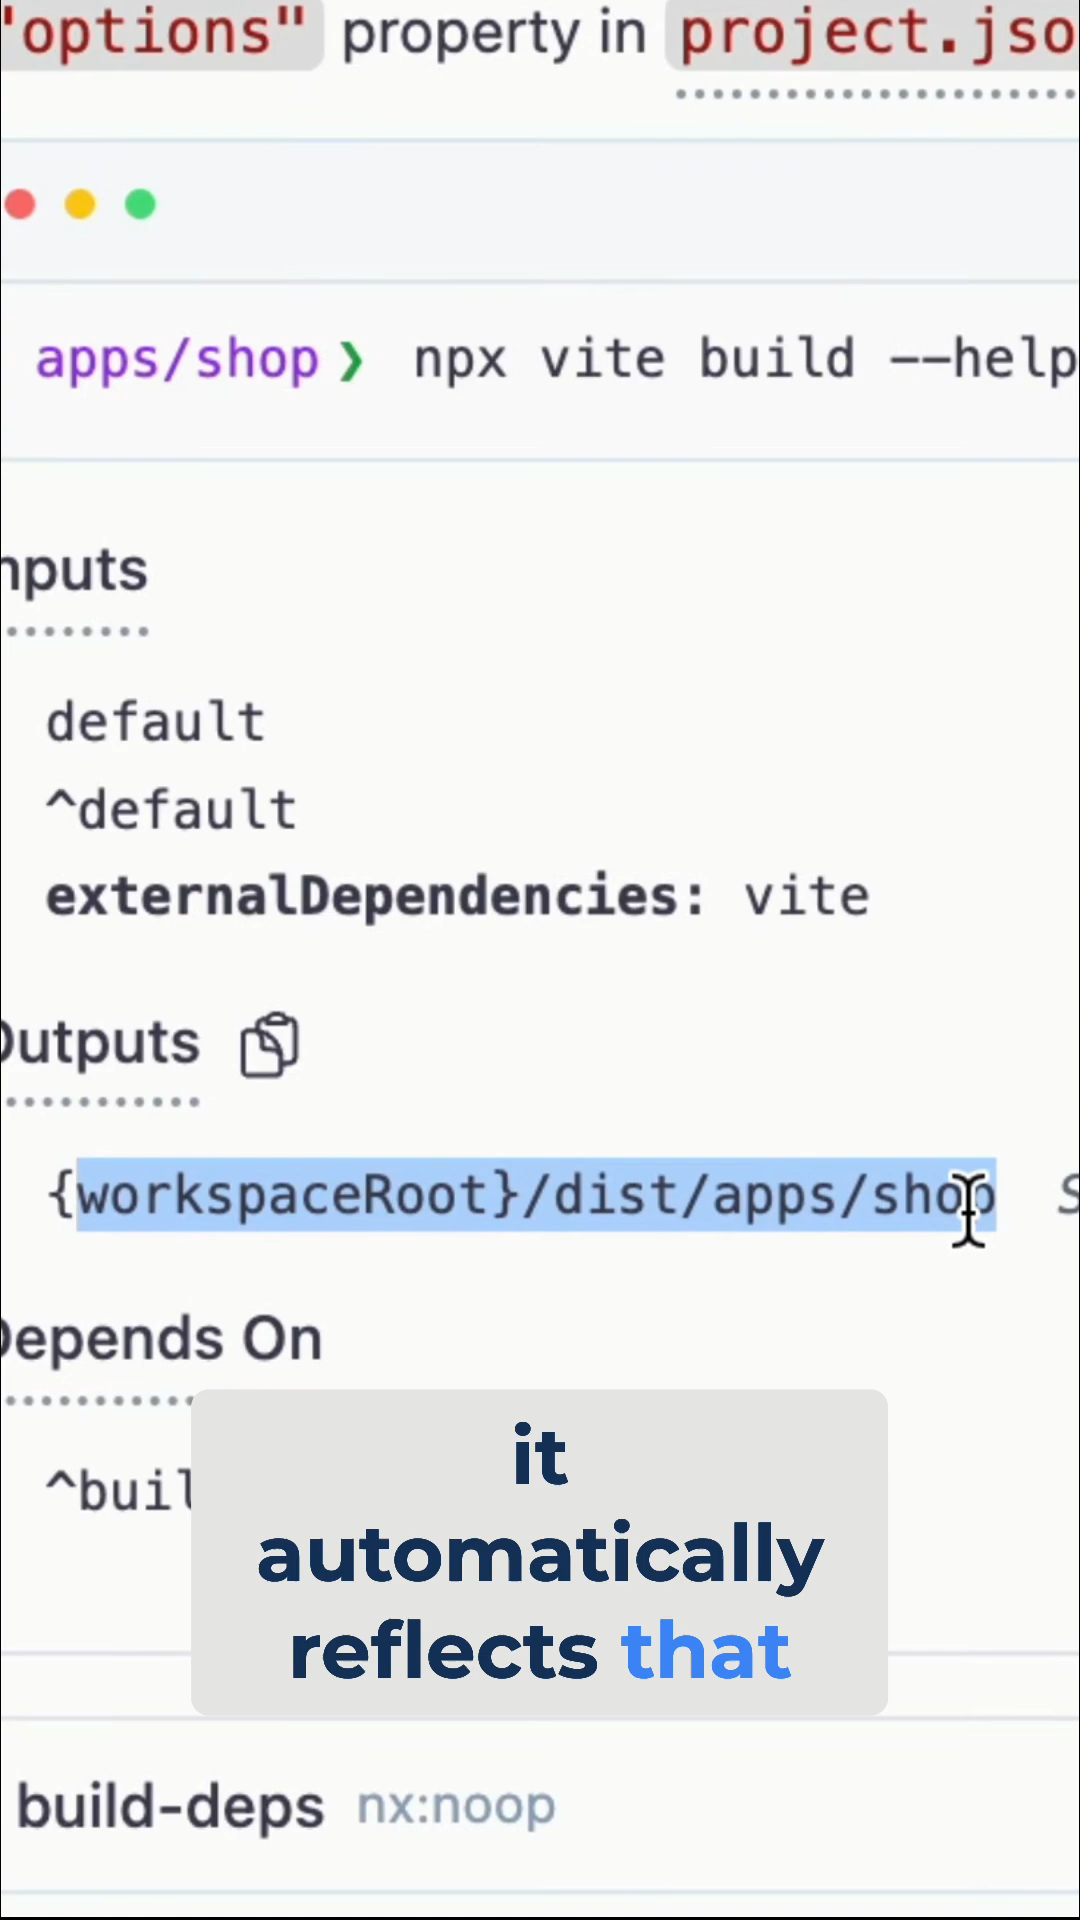 "options" property in project.jso
apps/shop ❯ npx vite build --help
nputs
default
^default
externalDependencies: vite
Outputs
{workspaceRoot}/dist/apps/shop S
Depends On
^buil
it
automatically
reflects that
build-deps nx:noop